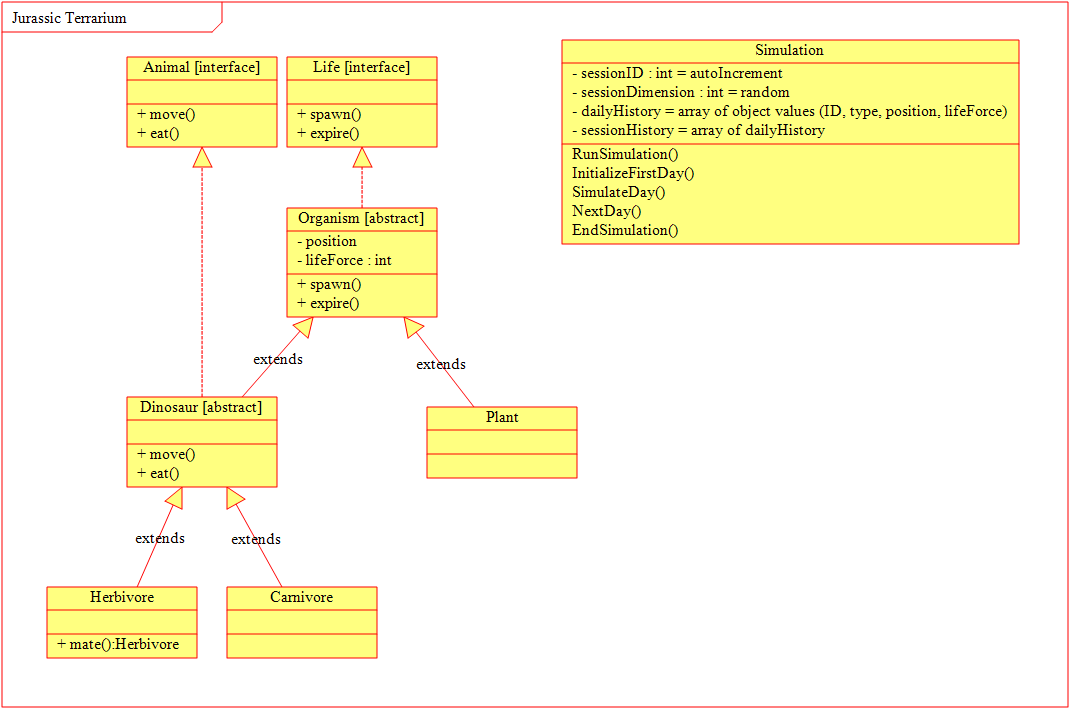 Jurassic Terrarium
Animal [interface]
+ move()
+ eat()
Life [interface]
+ spawn()
+ expire()
Simulation
- sessionID : int = autoIncrement
- sessionDimension : int = random
- dailyHistory = array of object values (ID, type, position, lifeForce)
- sessionHistory = array of dailyHistory
RunSimulation()
InitializeFirstDay()
SimulateDay()
NextDay()
EndSimulation()
Organism [abstract]
- position
- lifeForce : int
+ spawn()
+ expire()
extends
extends
Dinosaur [abstract]
+ move()
+ eat()
Plant
extends
extends
Herbivore
+ mate():Herbivore
Carnivore